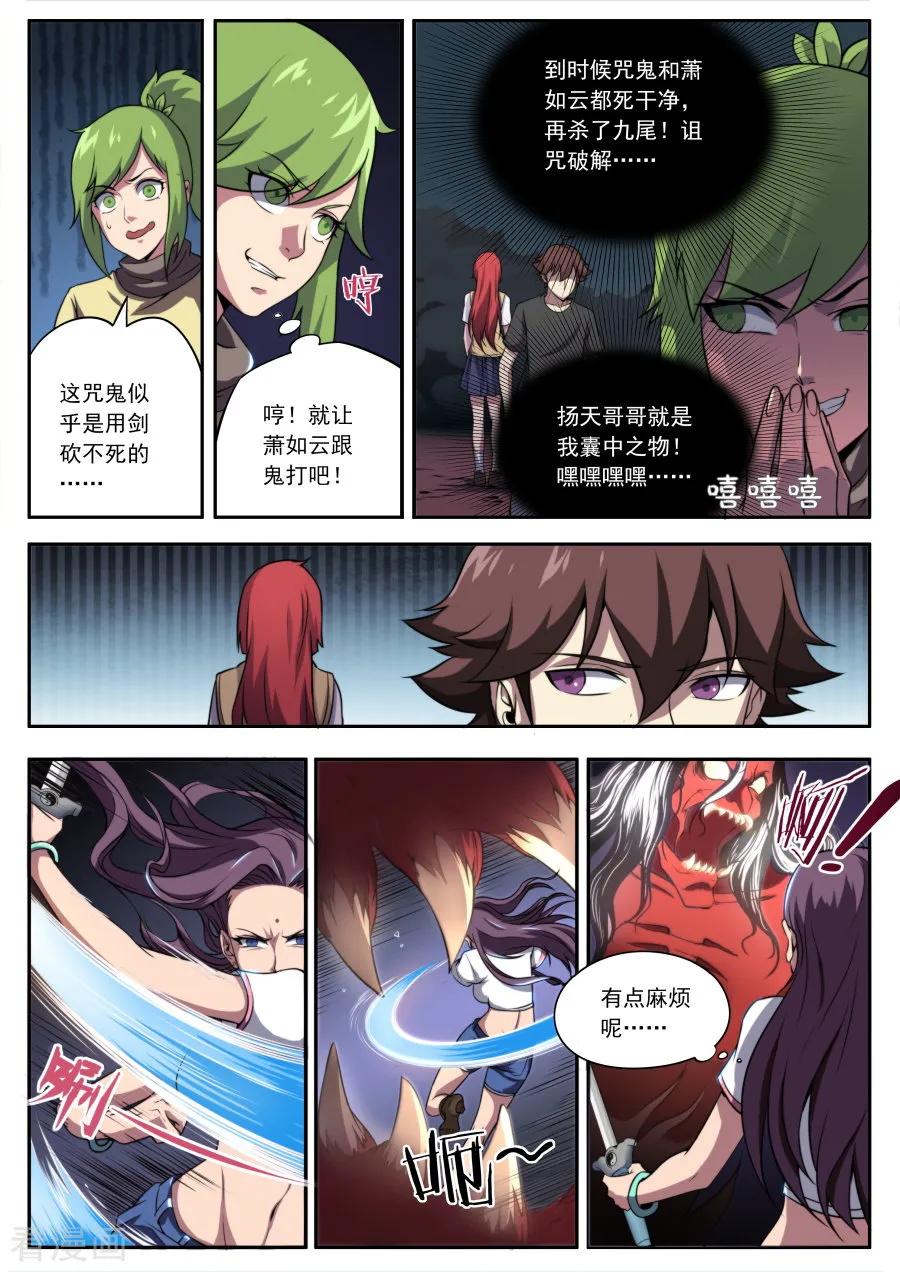 这咒鬼似
乎是用剑
砍不死的
……
哼
哼！就让
萧如云跟
鬼打吧！
到时候咒鬼和萧
如云都死干净，
再杀了九尾！诅
咒破解……
扬天哥哥就是
我囊中之物！
嘿嘿嘿嘿……
嘻嘻嘻
唰
呃～
有点麻烦
呢……
看漫画